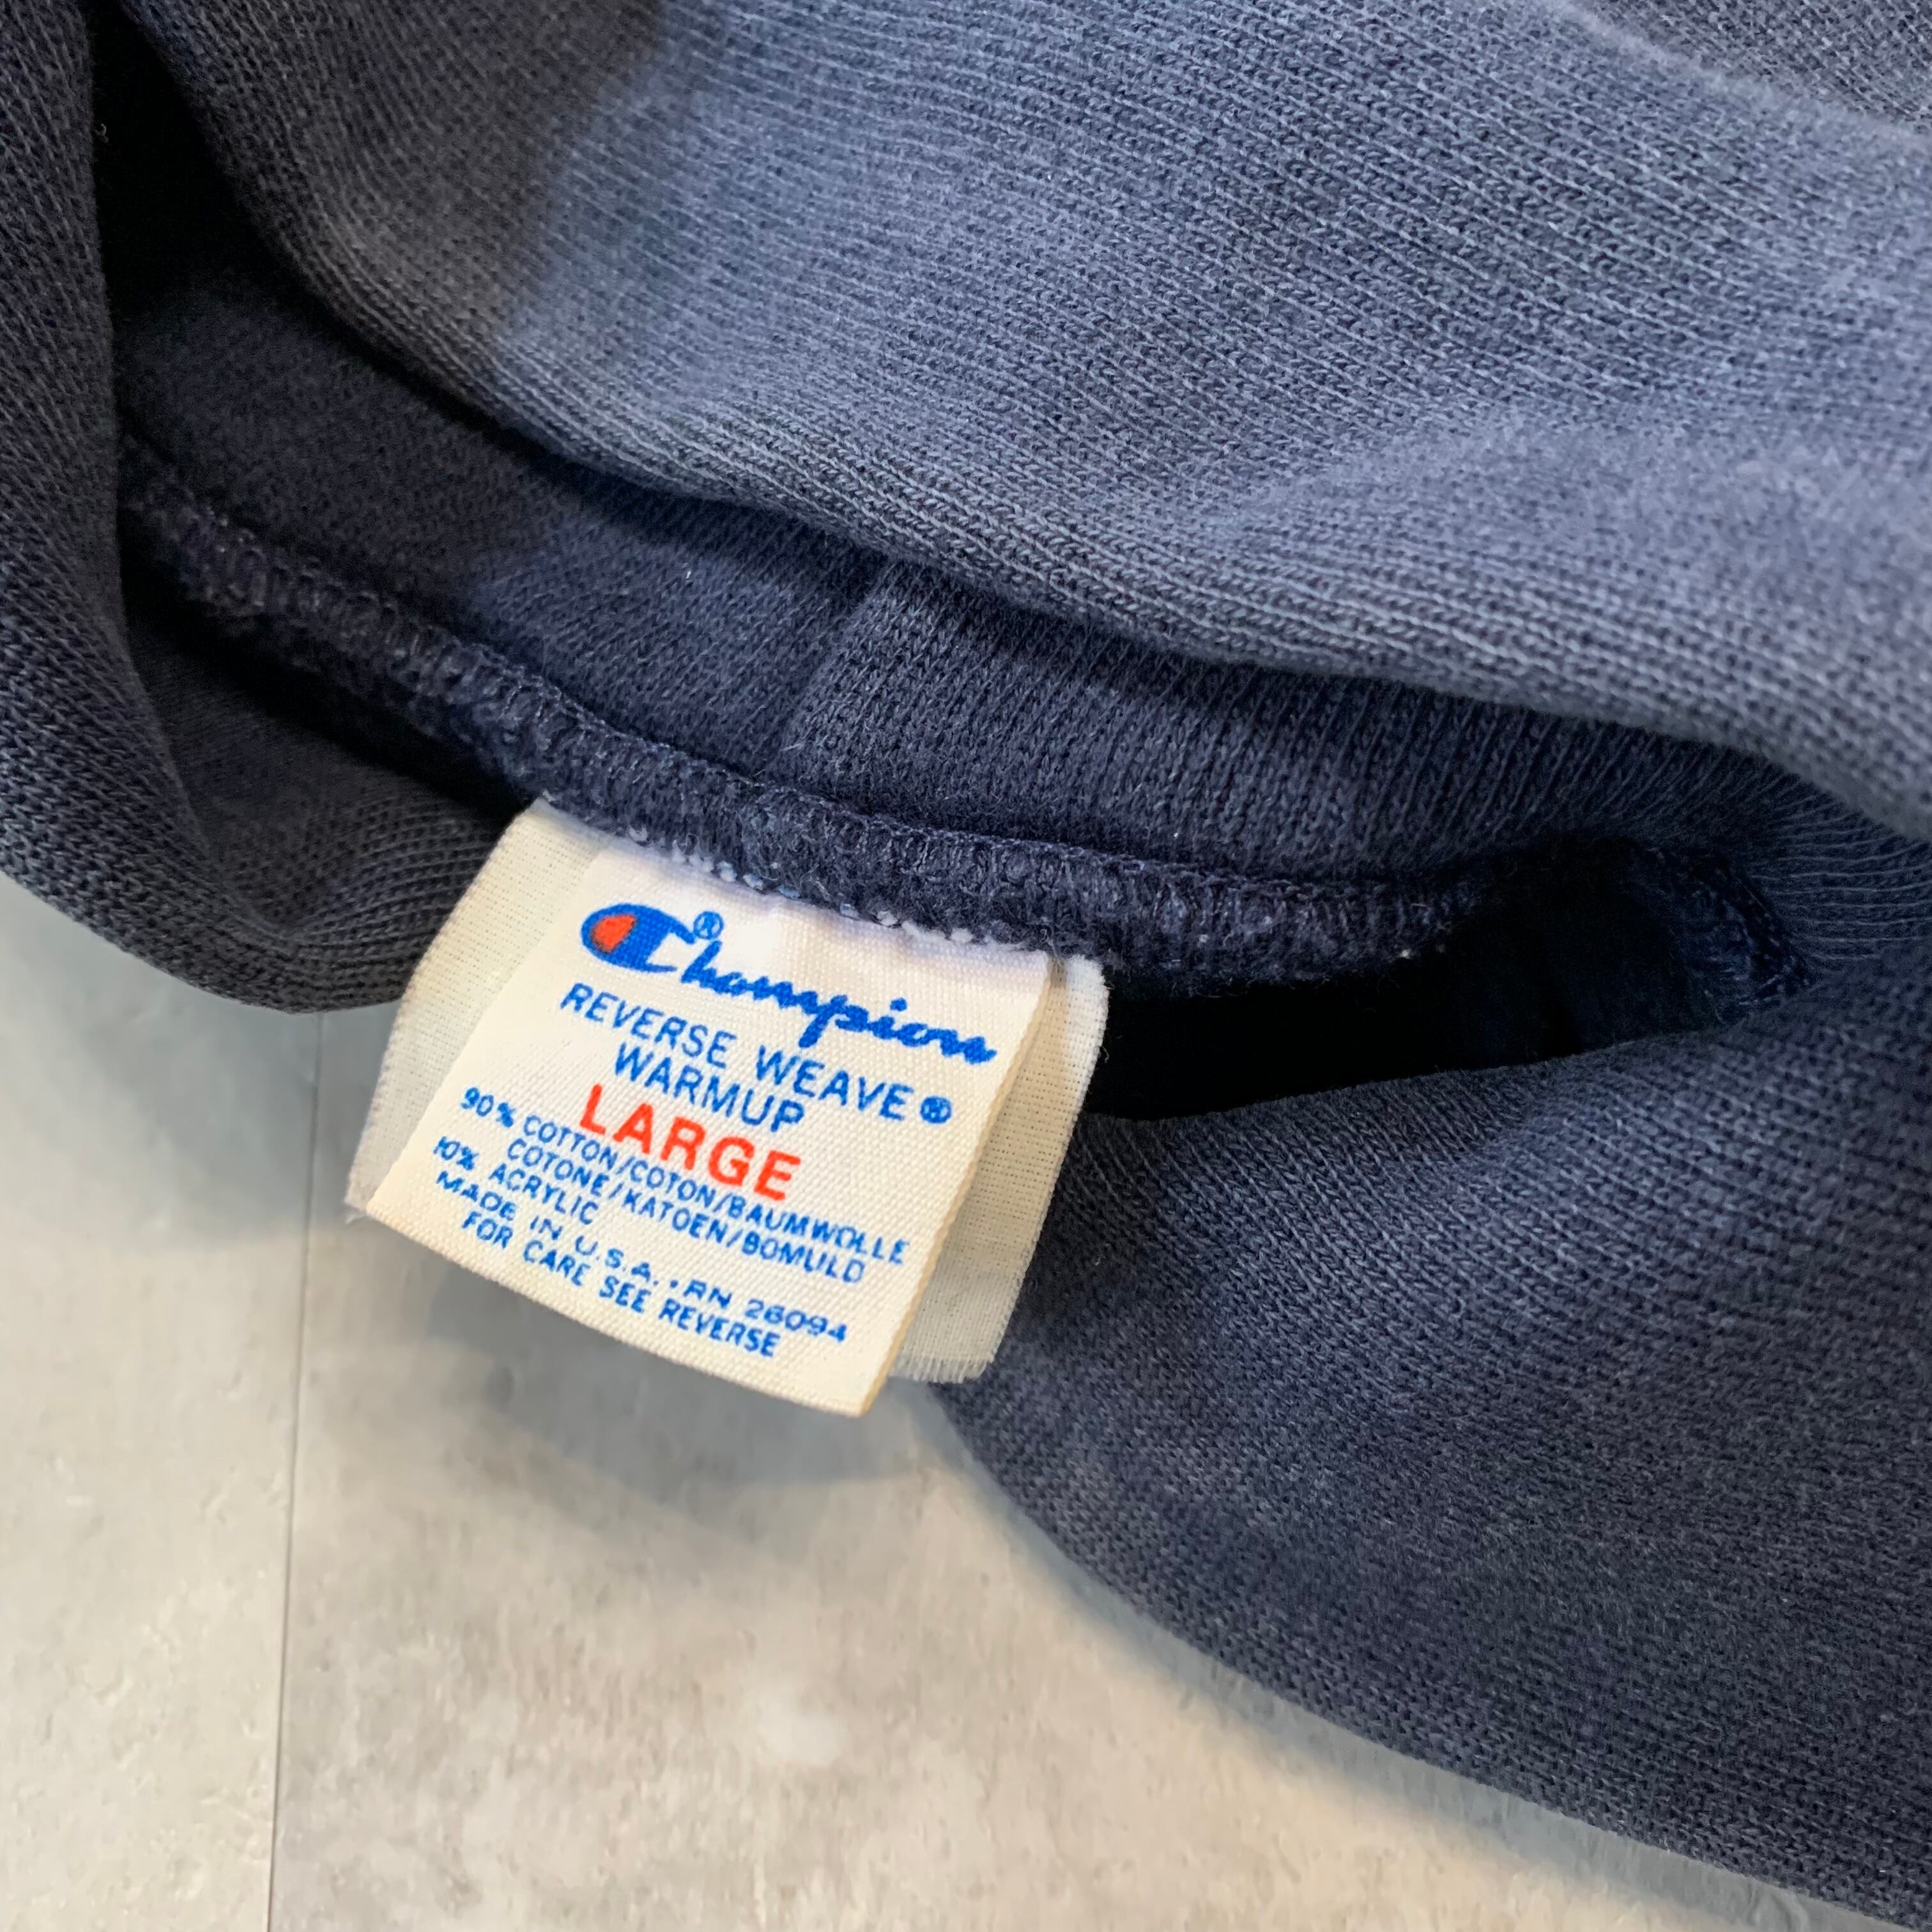 Champion®
REVERSE WEAVE®
WARMUP
LARGE
90% COTTON/COTON/BAUMWOLLE
COTONE/KATOEN/BOMULD
10% ACRYLIC
MADE IN U.S.A. • RN 26094
FOR CARE SEE REVERSE